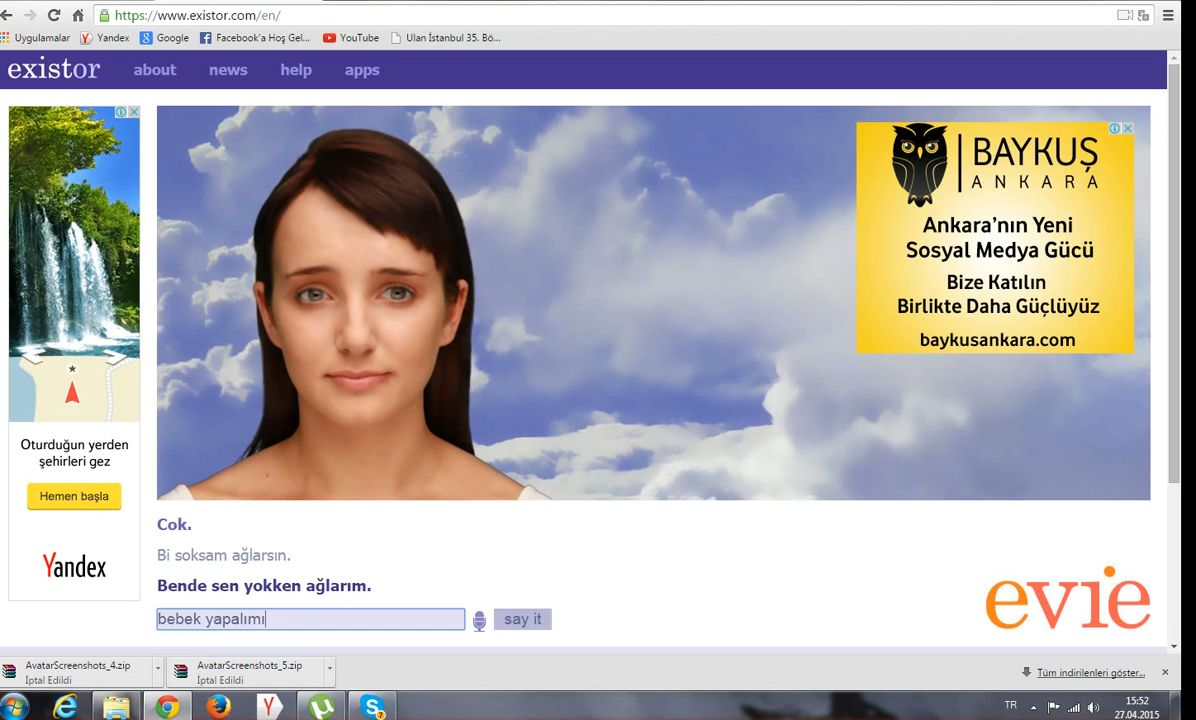 https://www.existor.com/en/
Uygulamalar Yandex Google Facebook'a Hoş Gel... YouTube Ulan İstanbul 35. Bö...
existor about news help apps
BAYKUŞ
ANKARA
Ankara'nın Yeni
Sosyal Medya Gücü
Bize Katılın
Birlikte Daha Güçlüyüz
baykusankara.com
Oturduğun yerden
şehirleri gez
Hemen başla
Yandex
Cok.
Bi soksam ağlarsın.
Bende sen yokken ağlarım.
bebek yapalımı say it
evie
AvatarScreenshots_4.zip
İptal Edildi
AvatarScreenshots_5.zip
İptal Edildi
Tüm indirilenleri göster...
TR 15:52
27.04.2015